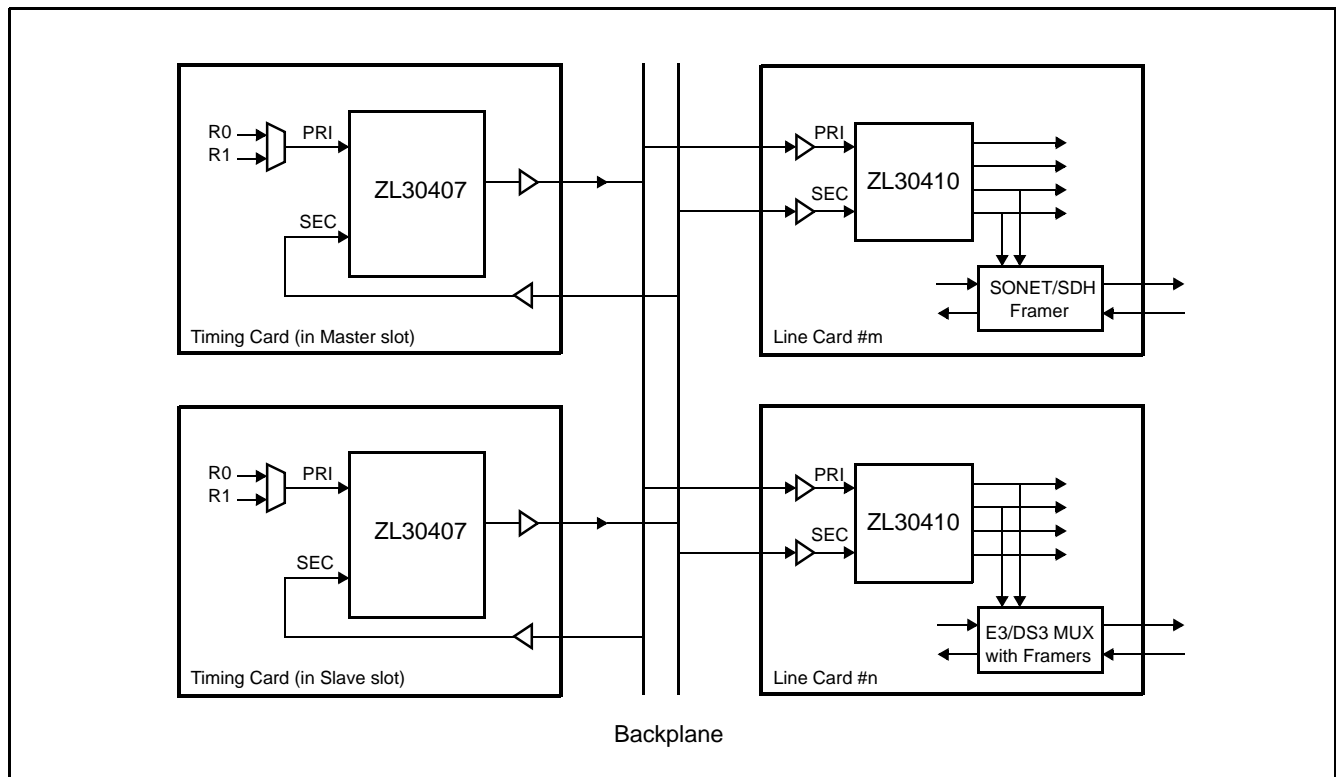 R0
R1
PRI
ZL30407
SEC
Timing Card (in Master slot)
PRI
SEC
ZL30410
SONET/SDH
Framer
Line Card #m
R0
R1
PRI
ZL30407
SEC
Timing Card (in Slave slot)
PRI
SEC
ZL30410
E3/DS3 MUX
with Framers
Line Card #n
Backplane